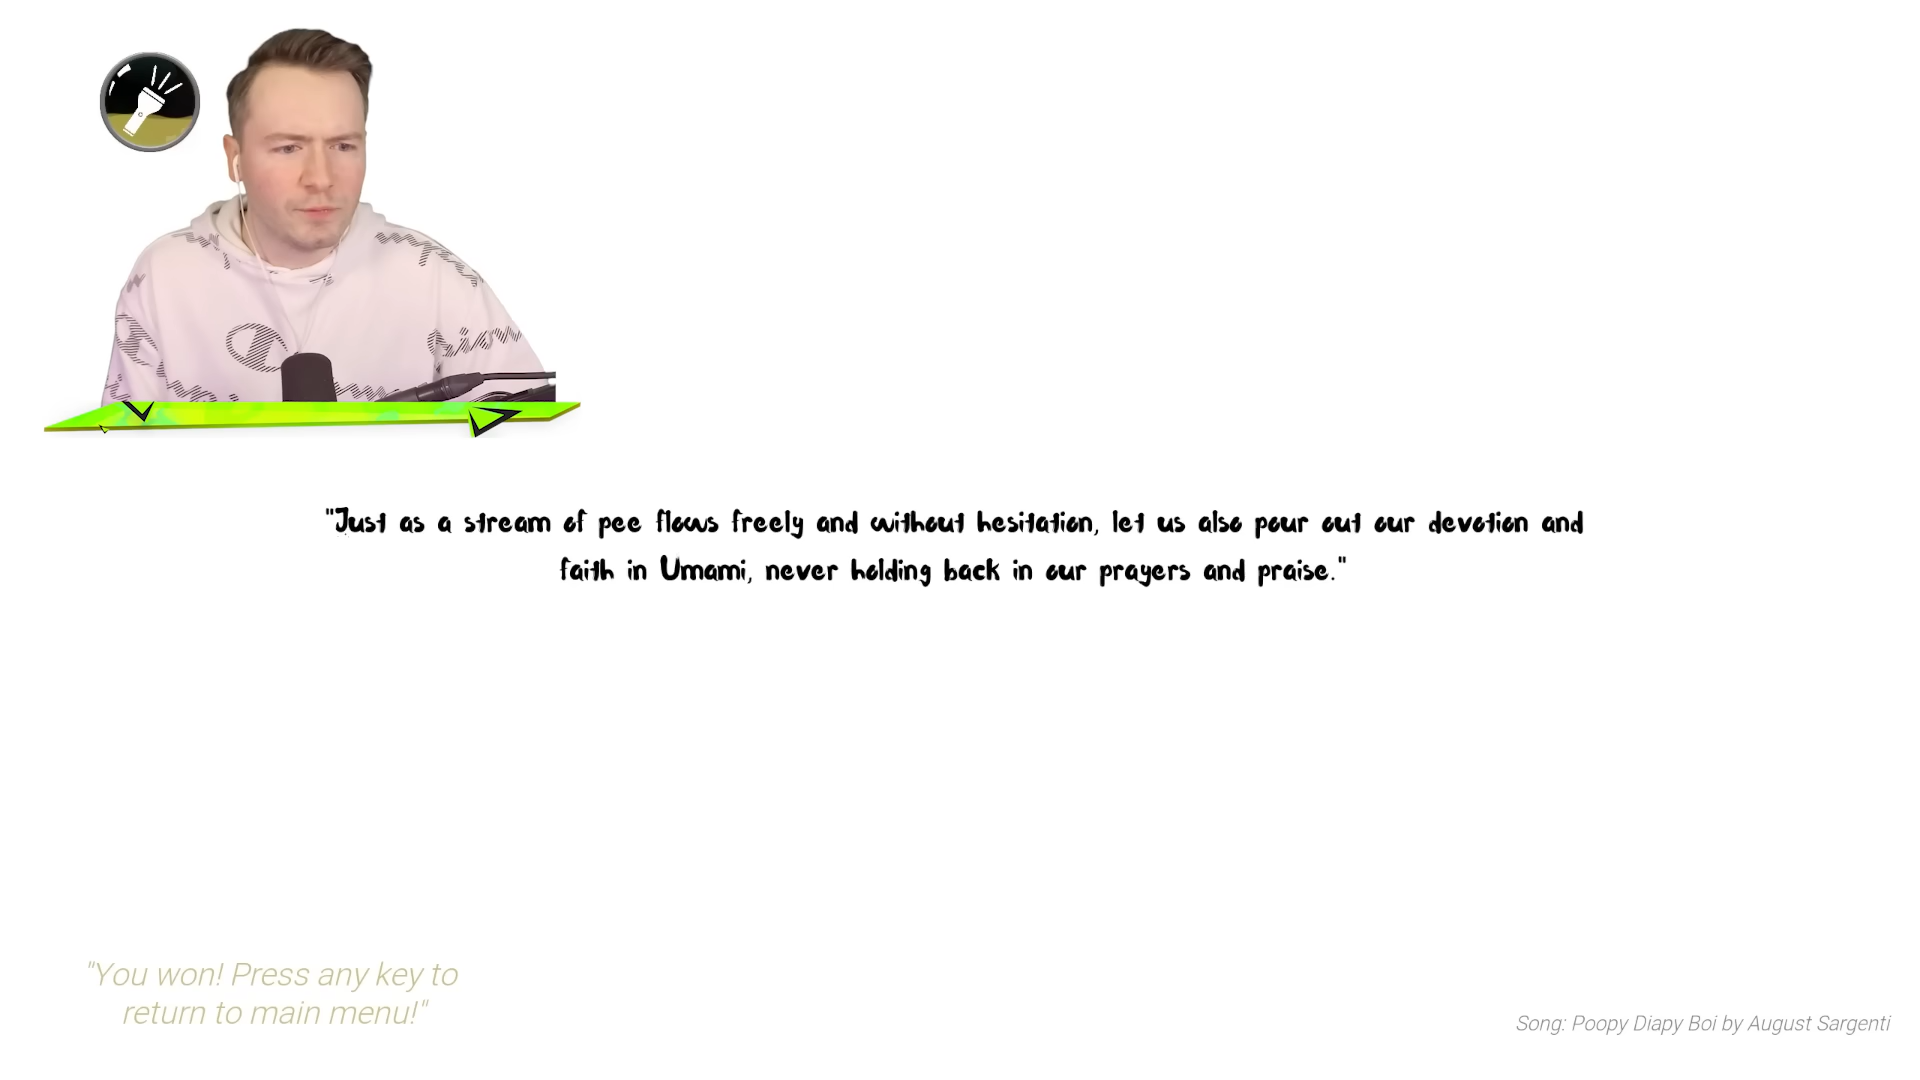 "Just as a stream of pee flows freely and without hesitation, let us also pour out our devotion and
faith in Umami, never holding back in our prayers and praise."
"You won! Press any key to
return to main menu!"
Song: Poopy Diapy Boi by August Sargenti